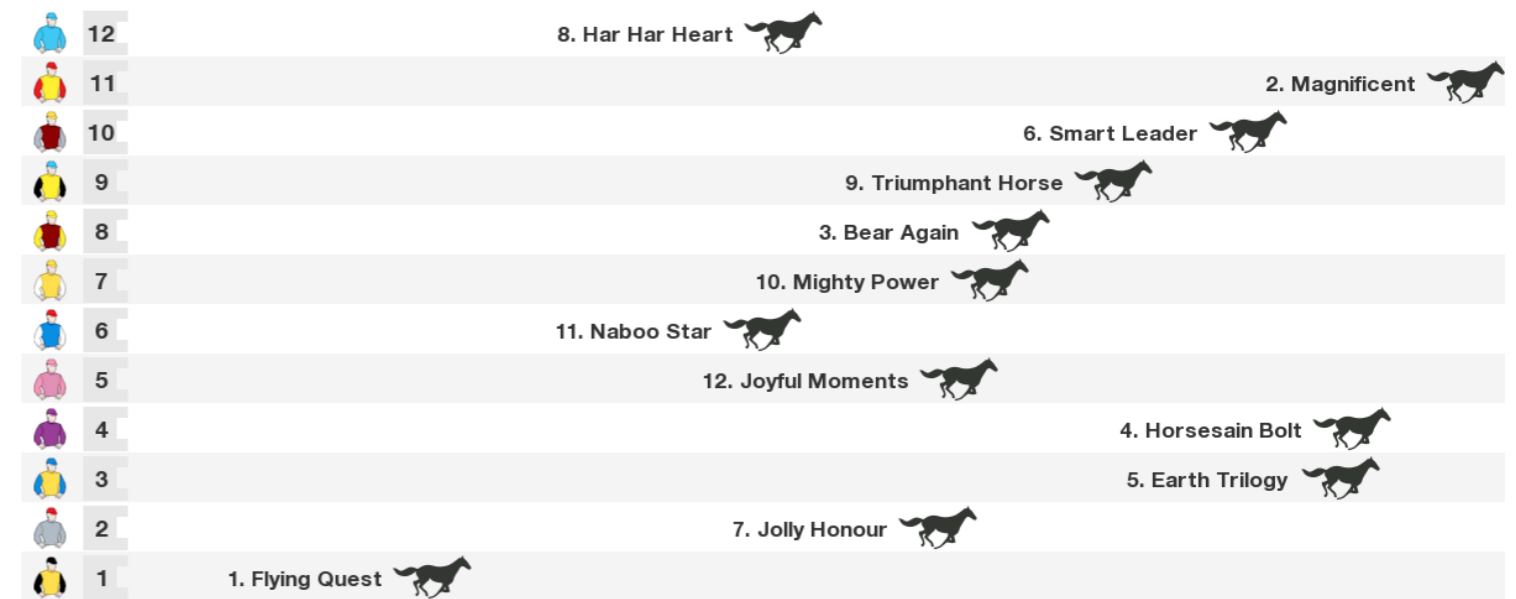 12 8. Har Har Heart
11 2. Magnificent
10 6. Smart Leader
9 9. Triumphant Horse
8 3. Bear Again
7 10. Mighty Power
6 11. Naboo Star
5 12. Joyful Moments
4 4. Horsesain Bolt
3 5. Earth Trilogy
2 7. Jolly Honour
1 1. Flying Quest